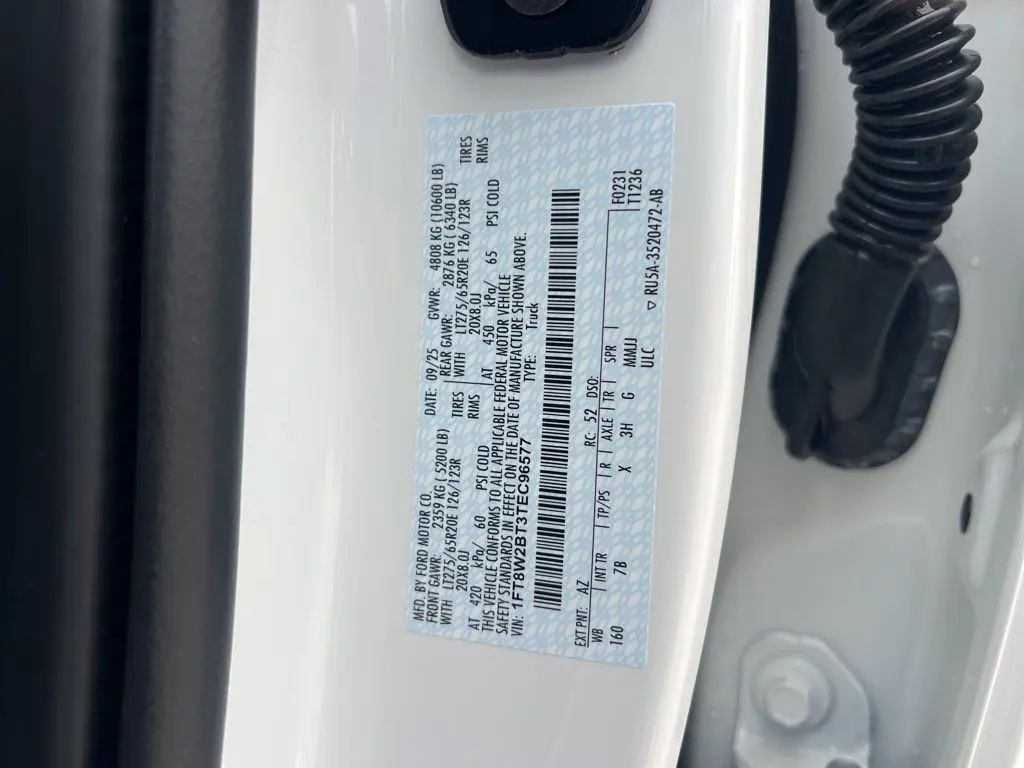 MFD. BY FORD MOTOR CO.
DATE: 09/25 GVWR: 4808 KG (10600 LB)
FRONT GAWR: 2359 KG ( 5200 LB)
REAR GAWR: 2876 KG ( 6340 LB)
WITH LT275/65R20E 126/123R TIRES
WITH LT275/65R20E 126/123R TIRES
20X8.0J RIMS
20X8.0J RIMS
AT 420 kPa/ 60 PSI COLD
AT 450 kPa/ 65 PSI COLD
THIS VEHICLE CONFORMS TO ALL APPLICABLE FEDERAL MOTOR VEHICLE
SAFETY STANDARDS IN EFFECT ON THE DATE OF MANUFACTURE SHOWN ABOVE.
VIN: 1FT8W2BT3TEC96577
TYPE: Truck
EXT PNT: AZ RC: 52 DSO: F0231
WB INT TR TP/PS R AXLE TR SPR T1236
160 7B X 3H G MMJJ
ULC
▽ RU5A-3520472-AB